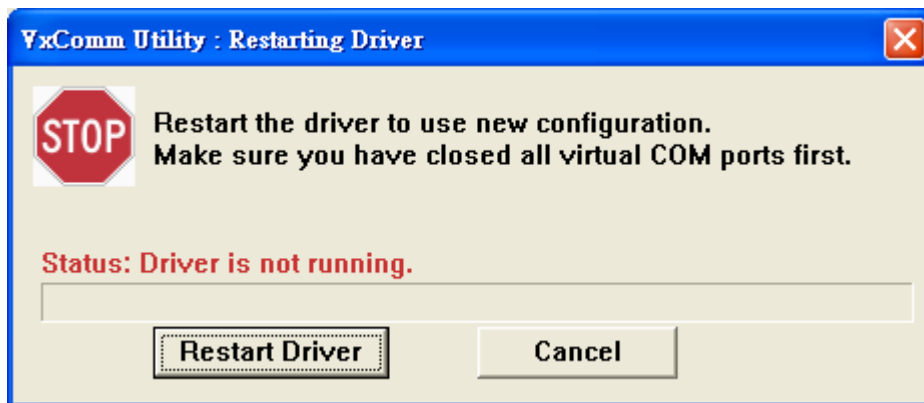 VxComm Utility : Restarting Driver
STOP
Restart the driver to use new configuration.
Make sure you have closed all virtual COM ports first.
Status: Driver is not running.
Restart Driver
Cancel